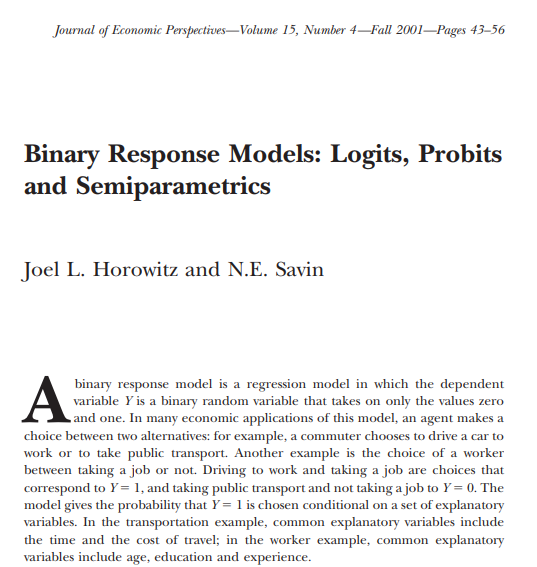 Journal of Economic Perspectives—Volume 15, Number 4—Fall 2001—Pages 43–56
Binary Response Models: Logits, Probits
and Semiparametrics
Joel L. Horowitz and N.E. Savin
A binary response model is a regression model in which the dependent
variable Y is a binary random variable that takes on only the values zero
and one. In many economic applications of this model, an agent makes a
choice between two alternatives: for example, a commuter chooses to drive a car to
work or to take public transport. Another example is the choice of a worker
between taking a job or not. Driving to work and taking a job are choices that
correspond to Y = 1, and taking public transport and not taking a job to Y = 0. The
model gives the probability that Y = 1 is chosen conditional on a set of explanatory
variables. In the transportation example, common explanatory variables include
the time and the cost of travel; in the worker example, common explanatory
variables include age, education and experience.